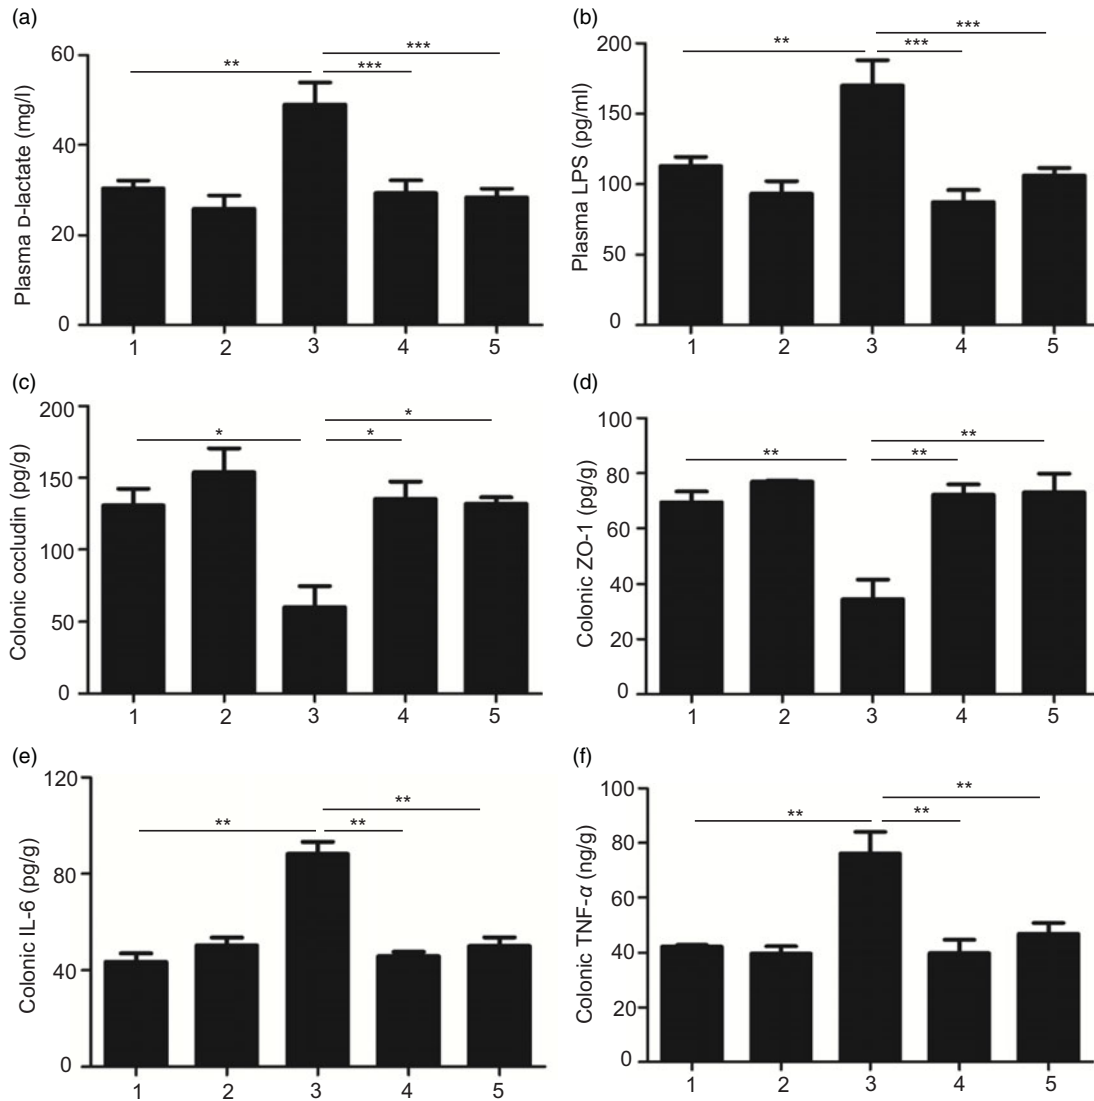 (a)
60
40
20
0
Plasma D-lactate (mg/l)
**
***
***
1 2 3 4 5
(b)
200
150
100
50
0
Plasma LPS (pg/ml)
**
***
***
1 2 3 4 5
(c)
200
150
100
50
0
Colonic occludin (pg/g)
*
*
*
1 2 3 4 5
(d)
100
80
60
40
20
0
Colonic ZO-1 (pg/g)
**
**
**
1 2 3 4 5
(e)
120
80
40
0
Colonic IL-6 (pg/g)
**
**
**
1 2 3 4 5
(f)
100
80
60
40
20
0
Colonic TNF-α (ng/g)
**
**
**
1 2 3 4 5